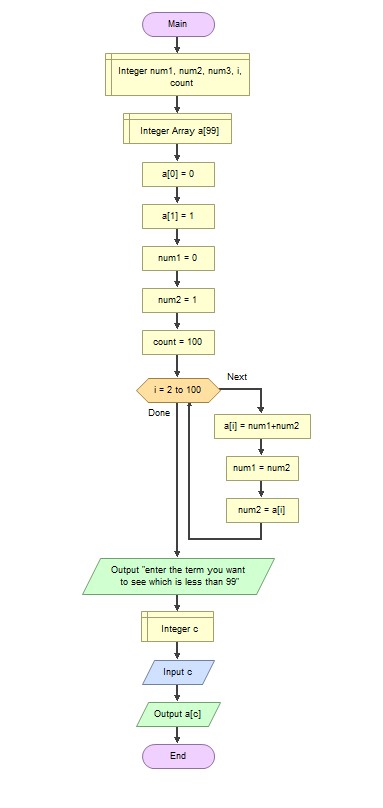 Main
Integer num1, num2, num3, i,
count
Integer Array a[99]
a[0] = 0
a[1] = 1
num1 = 0
num2 = 1
count = 100
i = 2 to 100
Next
Done
a[i] = num1+num2
num1 = num2
num2 = a[i]
Output "enter the term you want
to see which is less than 99"
Integer c
Input c
Output a[c]
End